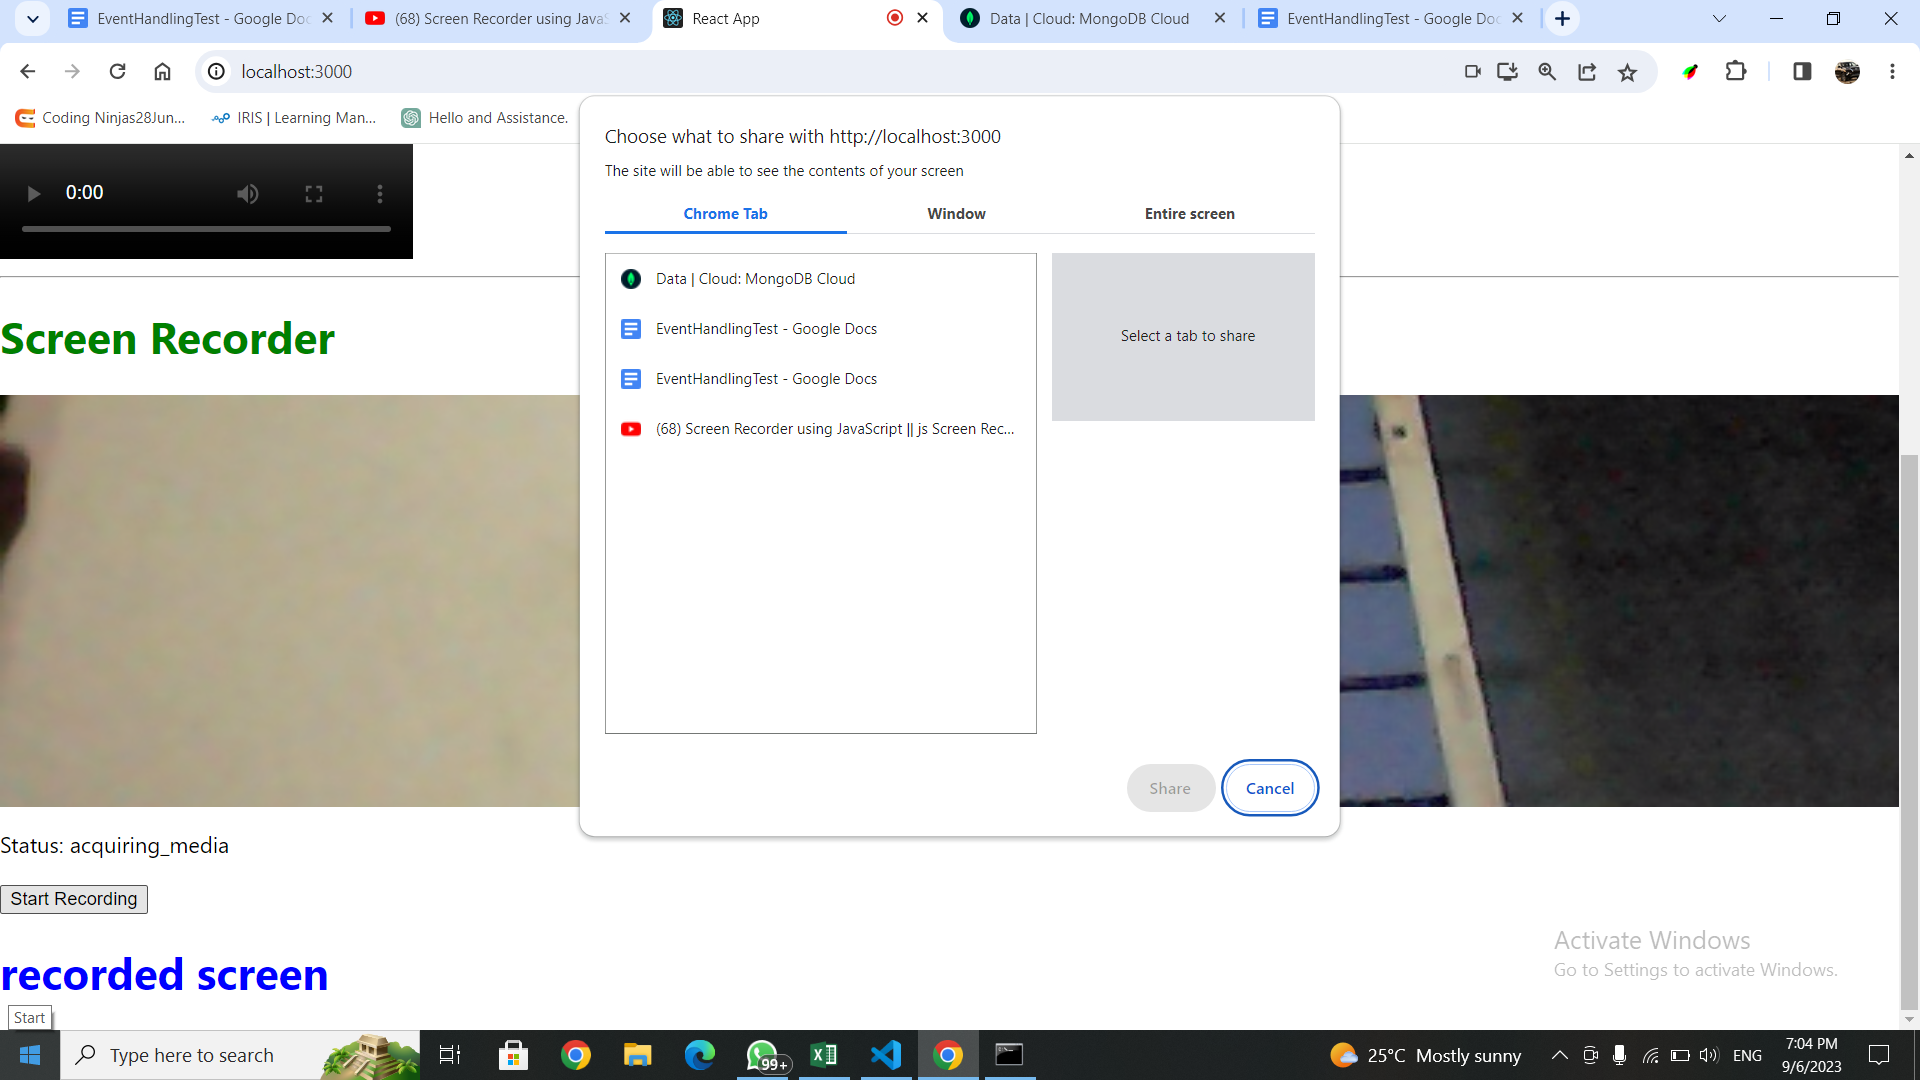 EventHandlingTest - Google Doc
(68) Screen Recorder using Javas
React App
Data | Cloud: MongoDB Cloud
EventHandlingTest - Google Doc
localhost:3000
Coding Ninjas28Jun...
IRIS | Learning Man...
Hello and Assistance.
Choose what to share with http://localhost:3000
The site will be able to see the contents of your screen
Chrome Tab
Window
Entire screen
0:00
Data | Cloud: MongoDB Cloud
EventHandlingTest - Google Docs
EventHandlingTest - Google Docs
(68) Screen Recorder using JavaScript || js Screen Rec...
Select a tab to share
Share
Cancel
Screen Recorder
Status: acquiring_media
Start Recording
recorded screen
Activate Windows
Go to Settings to activate Windows.
Start
Type here to search
99+
25°C Mostly sunny
ENG
7:04 PM
9/6/2023